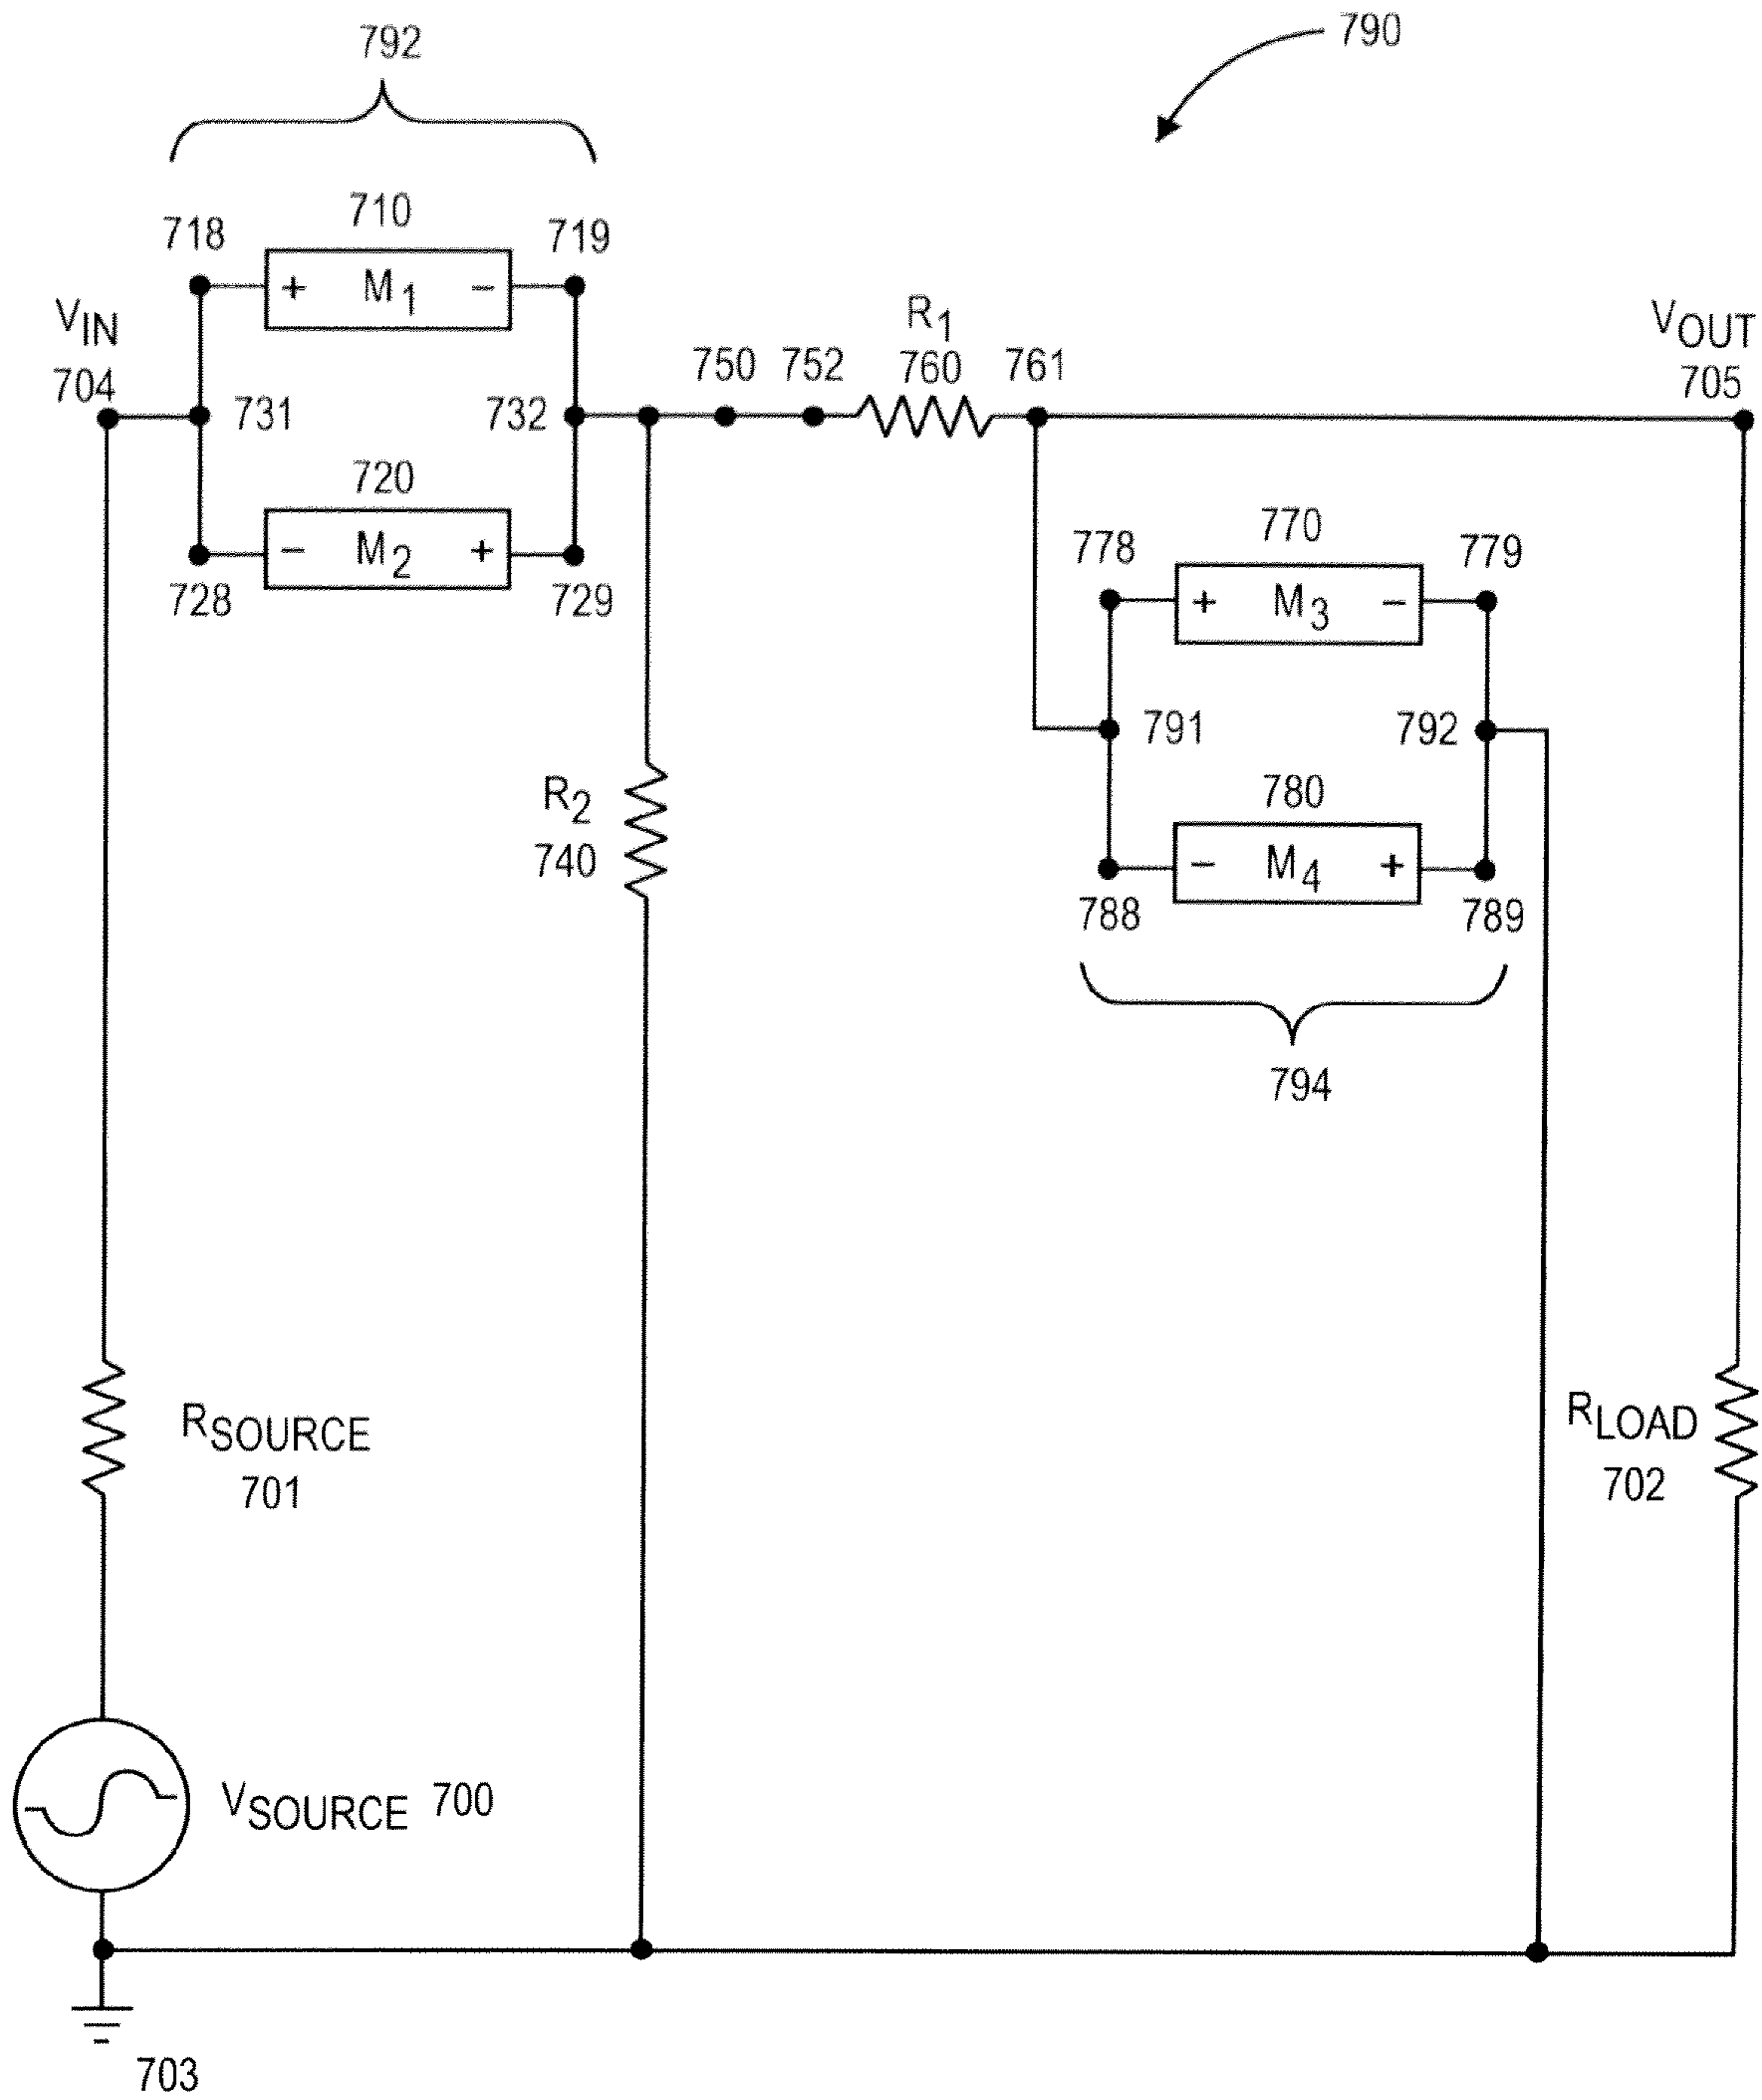 790
792
718
710
719
+ M1 −
VIN
704
731
732
750
752
R1
760
761
VOUT
705
720
− M2 +
728
729
778
770
779
+ M3 −
791
792
R2
740
780
− M4 +
788
789
794
RSOURCE
701
RLOAD
702
VSOURCE 700
703